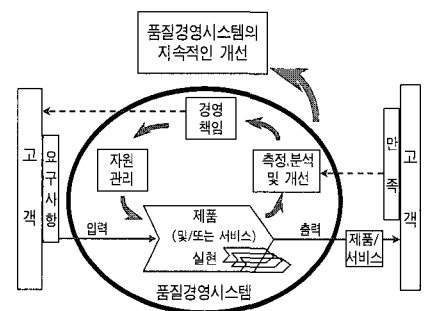 품질경영시스템의
지속적인 개선
경영
책임
고객
요구사항
자원
관리
측정,분석
및 개선
만족
고객
제품
(및/또는 서비스)
실현
입력
출력
제품/
서비스
품질경영시스템